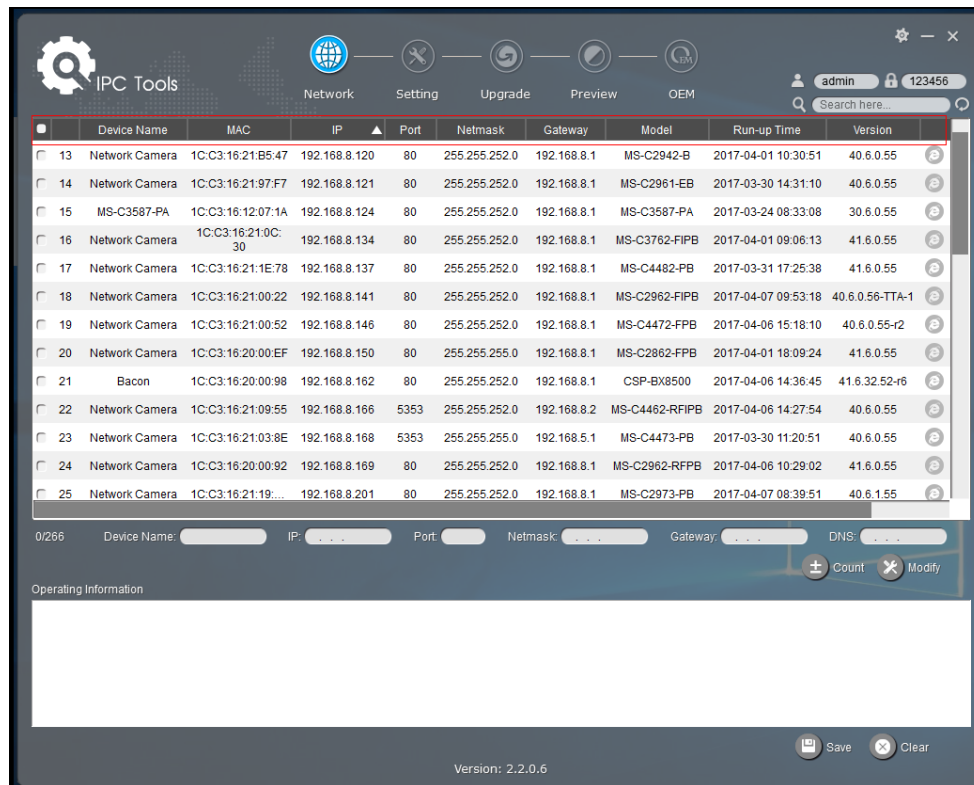 IPC Tools
Network Setting Upgrade Preview OEM
admin 123456
Search here...
Device Name MAC IP Port Netmask Gateway Model Run-up Time Version
13 Network Camera 1C:C3:16:21:B5:47 192.168.8.120 80 255.255.252.0 192.168.8.1 MS-C2942-B 2017-04-01 10:30:51 40.6.0.55
14 Network Camera 1C:C3:16:21:97:F7 192.168.8.121 80 255.255.252.0 192.168.8.1 MS-C2961-EB 2017-03-30 14:31:10 40.6.0.55
15 MS-C3587-PA 1C:C3:16:12:07:1A 192.168.8.124 80 255.255.252.0 192.168.8.1 MS-C3587-PA 2017-03-24 08:33:08 30.6.0.55
16 Network Camera 1C:C3:16:21:0C:30 192.168.8.134 80 255.255.252.0 192.168.8.1 MS-C3762-FIPB 2017-04-01 09:06:13 41.6.0.55
17 Network Camera 1C:C3:16:21:1E:78 192.168.8.137 80 255.255.252.0 192.168.8.1 MS-C4482-PB 2017-03-31 17:25:38 41.6.0.55
18 Network Camera 1C:C3:16:21:00:22 192.168.8.141 80 255.255.252.0 192.168.8.1 MS-C2962-FIPB 2017-04-07 09:53:18 40.6.0.56-TTA-1
19 Network Camera 1C:C3:16:21:00:52 192.168.8.146 80 255.255.252.0 192.168.8.1 MS-C4472-FPB 2017-04-06 15:18:10 40.6.0.55-r2
20 Network Camera 1C:C3:16:20:00:EF 192.168.8.150 80 255.255.255.0 192.168.8.1 MS-C2862-FPB 2017-04-01 18:09:24 41.6.0.55
21 Bacon 1C:C3:16:20:00:98 192.168.8.162 80 255.255.252.0 192.168.8.1 CSP-BX8500 2017-04-06 14:36:45 41.6.32.52-r6
22 Network Camera 1C:C3:16:21:09:55 192.168.8.166 5353 255.255.252.0 192.168.8.2 MS-C4462-RFIPB 2017-04-06 14:27:54 40.6.0.55
23 Network Camera 1C:C3:16:21:03:8E 192.168.8.168 5353 255.255.255.0 192.168.5.1 MS-C4473-PB 2017-03-30 11:20:51 40.6.0.55
24 Network Camera 1C:C3:16:20:00:92 192.168.8.169 80 255.255.252.0 192.168.8.1 MS-C2962-RFPB 2017-04-06 10:29:02 41.6.0.55
25 Network Camera 1C:C3:16:21:19:... 192.168.8.201 80 255.255.252.0 192.168.8.1 MS-C2973-PB 2017-04-07 08:39:51 40.6.1.55
0/266 Device Name: IP: . . . Port: Netmask: . . . Gateway: . . . DNS: . . .
Count Modify
Operating Information
Save Clear
Version: 2.2.0.6